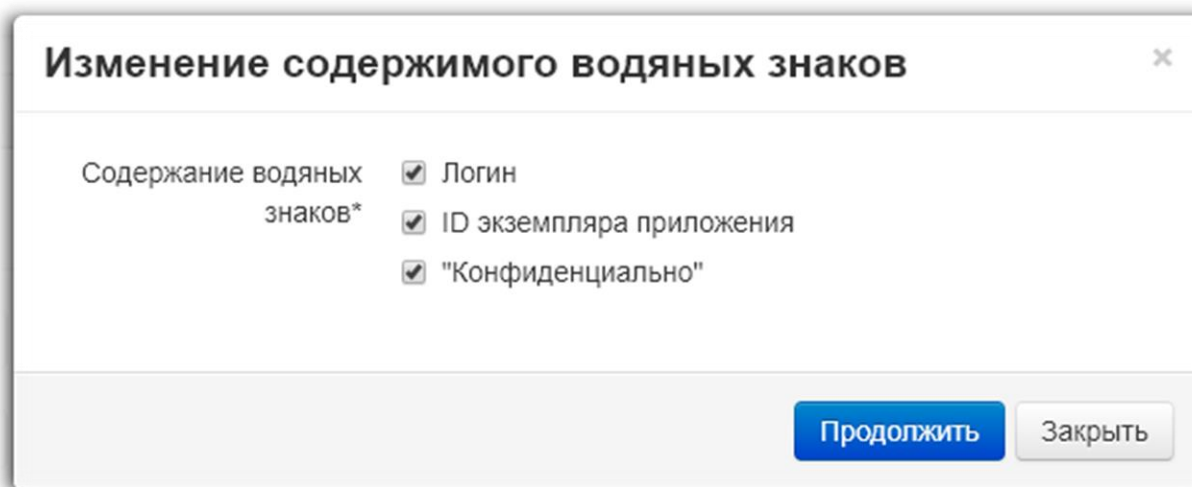 Изменение содержимого водяных знаков
×
Содержание водяных
знаков*
Логин
ID экземпляра приложения
"Конфиденциально"
Продолжить
Закрыть